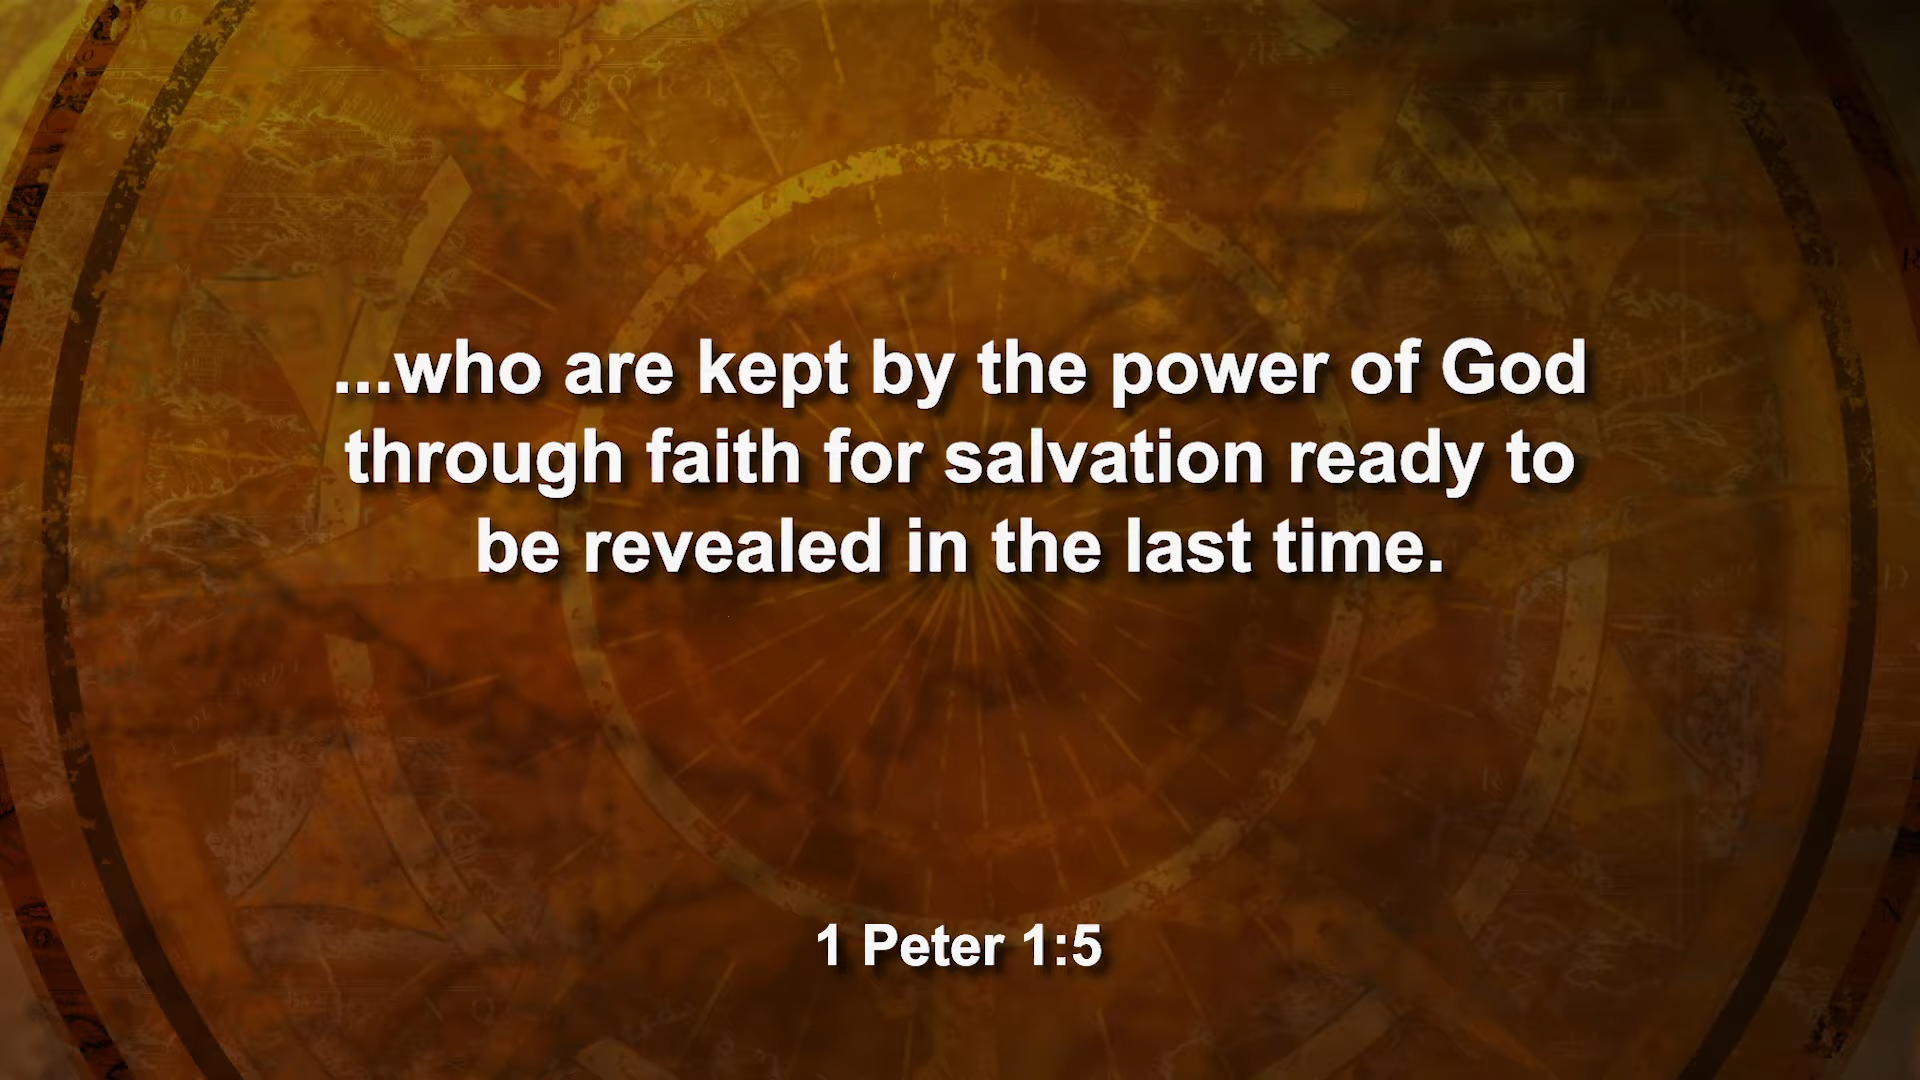 ...who are kept by the power of God
through faith for salvation ready to
be revealed in the last time.
1 Peter 1:5